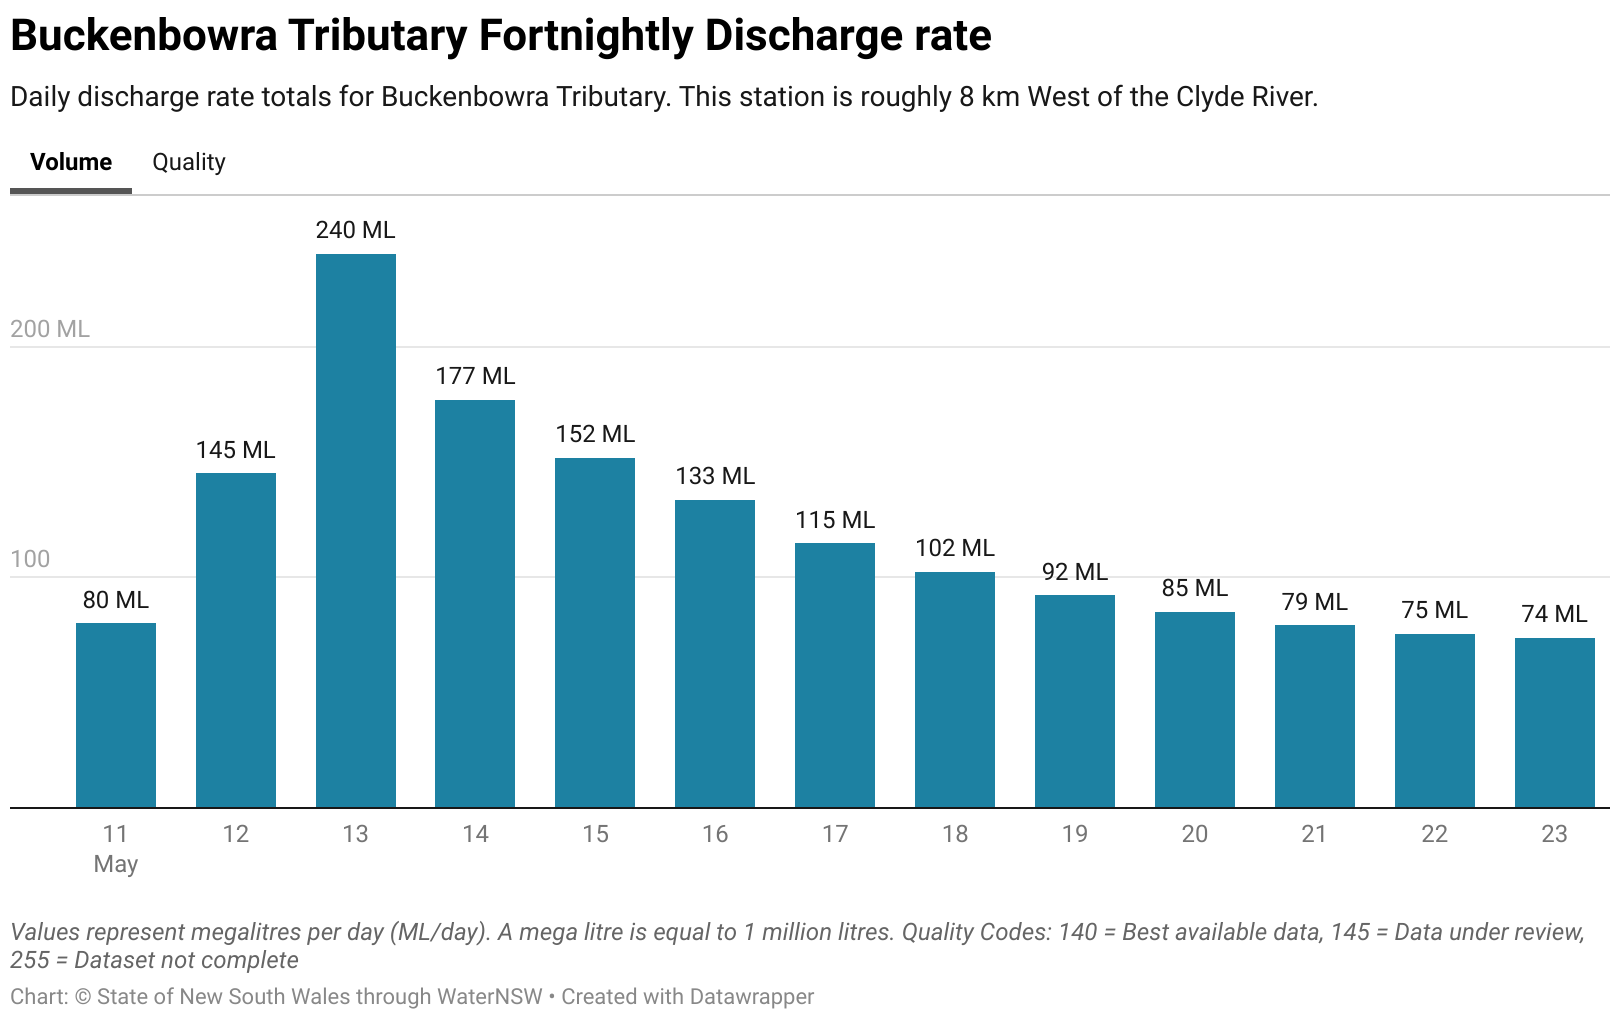 Buckenbowra Tributary Fortnightly Discharge rate
Daily discharge rate totals for Buckenbowra Tributary. This station is roughly 8 km West of the Clyde River.
Volume Quality
240 ML
200 ML
177 ML
152 ML
145 ML
133 ML
115 ML
102 ML
100
92 ML
85 ML
80 ML
79 ML
75 ML
74 ML
11 12 13 14 15 16 17 18 19 20 21 22 23
May
Values represent megalitres per day (ML/day). A mega litre is equal to 1 million litres. Quality Codes: 140 = Best available data, 145 = Data under review,
255 = Dataset not complete
Chart: © State of New South Wales through WaterNSW • Created with Datawrapper